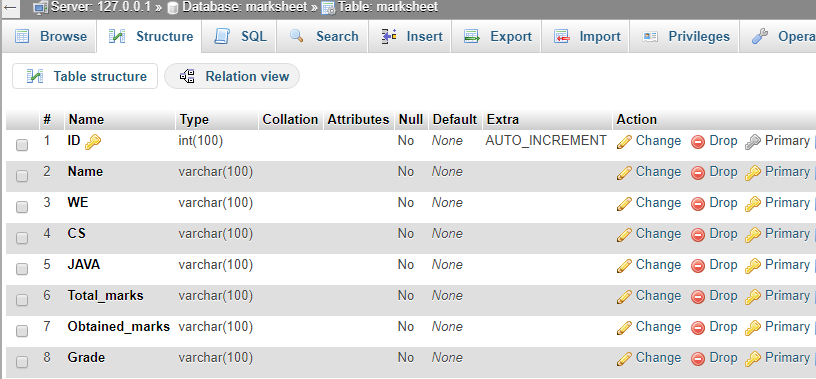 Server: 127.0.0.1 » Database: marksheet » Table: marksheet
Browse Structure SQL Search Insert Export Import Privileges Opera
Table structure Relation view
# Name Type Collation Attributes Null Default Extra Action
1 ID int(100) No None AUTO_INCREMENT Change Drop Primary
2 Name varchar(100) No None Change Drop Primary
3 WE varchar(100) No None Change Drop Primary
4 CS varchar(100) No None Change Drop Primary
5 JAVA varchar(100) No None Change Drop Primary
6 Total_marks varchar(100) No None Change Drop Primary
7 Obtained_marks varchar(100) No None Change Drop Primary
8 Grade varchar(100) No None Change Drop Primary